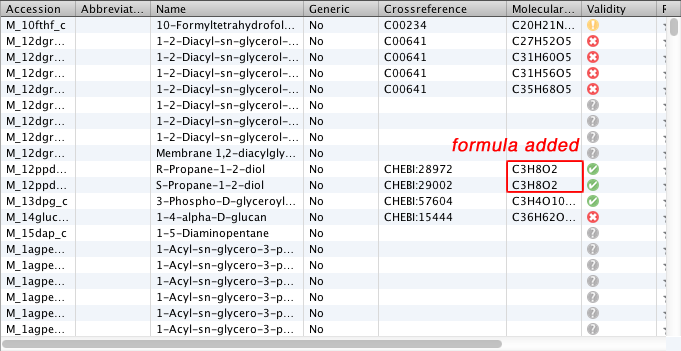 Accession Abbreviat... Name Generic Crossreference Molecular... Validity F
M_10fthf_c 10-Formyltetrahydrofol... No C00234 C20H21N...
M_12dgr... 1-2-Diacyl-sn-glycerol-... No C00641 C27H52O5
M_12dgr... 1-2-Diacyl-sn-glycerol-... No C00641 C31H60O5
M_12dgr... 1-2-Diacyl-sn-glycerol-... No C00641 C31H56O5
M_12dgr... 1-2-Diacyl-sn-glycerol-... No C00641 C35H68O5
M_12dgr... 1-2-Diacyl-sn-glycerol-... No
M_12dgr... 1-2-Diacyl-sn-glycerol-... No
M_12dgr... 1-2-Diacyl-sn-glycerol-... No
formula added
M_12dgr... Membrane 1,2-diacylgly... No
M_12ppd... R-Propane-1-2-diol No CHEBI:28972 C3H8O2
M_12ppd... S-Propane-1-2-diol No CHEBI:29002 C3H8O2
M_13dpg_c 3-Phospho-D-glyceroyl... No CHEBI:57604 C3H4O10...
M_14gluc... 1-4-alpha-D-glucan No CHEBI:15444 C36H62O...
M_15dap_c 1-5-Diaminopentane No
M_1agpe... 1-Acyl-sn-glycero-3-p... No
M_1agpe... 1-Acyl-sn-glycero-3-p... No
M_1agpe... 1-Acyl-sn-glycero-3-p... No
M_1agpe... 1-Acyl-sn-glycero-3-p... No
M_1agpe... 1-Acyl-sn-glycero-3-p... No
M_1agpe... 1-Acyl-sn-glycero-3-p... No